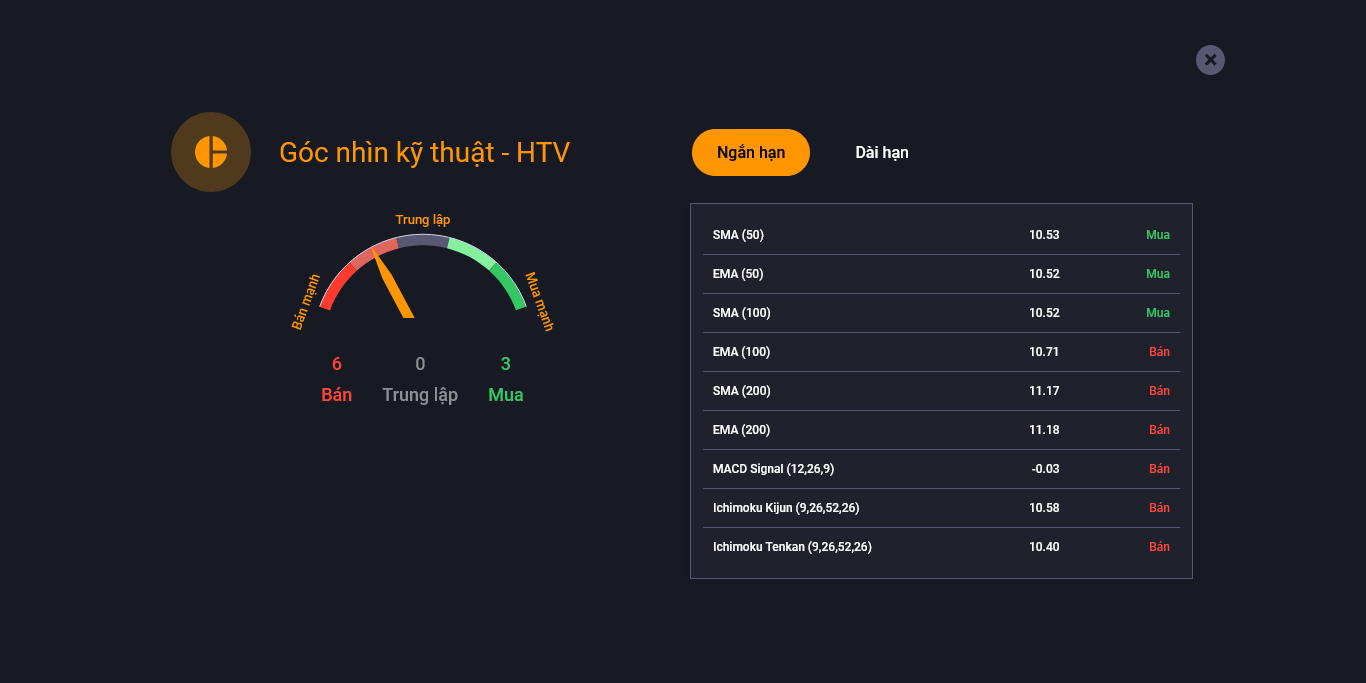 Góc nhìn kỹ thuật - HTV
Trung lập
Bán mạnh
Mua mạnh
6 0 3
Bán Trung lập Mua
Ngắn hạn Dài hạn
SMA (50) 10.53 Mua
EMA (50) 10.52 Mua
SMA (100) 10.52 Mua
EMA (100) 10.71 Bán
SMA (200) 11.17 Bán
EMA (200) 11.18 Bán
MACD Signal (12,26,9) -0.03 Bán
Ichimoku Kijun (9,26,52,26) 10.58 Bán
Ichimoku Tenkan (9,26,52,26) 10.40 Bán